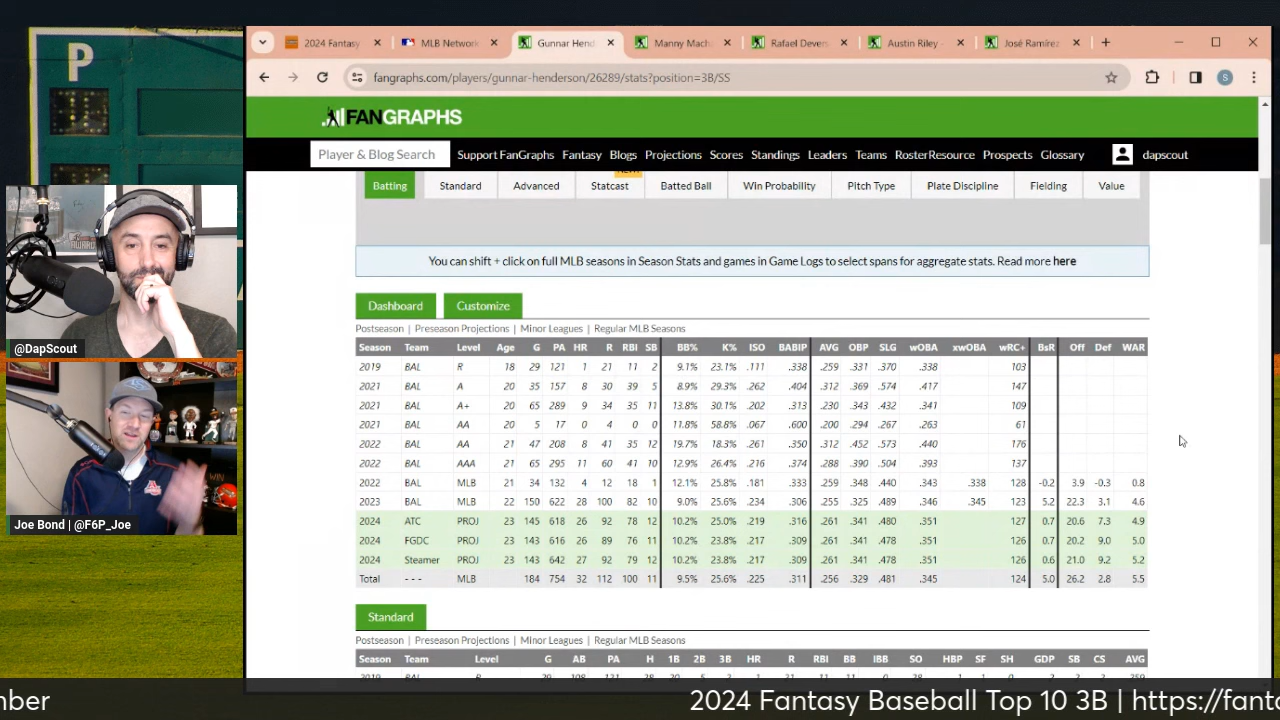 P
2024 Fantasy
MLB Network
Gunnar Hend
Manny Mach
Rafael Dever
Austin Riley -
José Ramírez
fangraphs.com/players/gunnar-henderson/26289/stats?position=3B/SS
S
FANGRAPHS
Player & Blog Search
Support FanGraphs Fantasy Blogs Projections Scores Standings Leaders Teams RosterResource Prospects Glossary dapscout
Batting Standard Advanced Statcast Batted Ball Win Probability Pitch Type Plate Discipline Fielding Value
You can shift + click on full MLB seasons in Season Stats and games in Game Logs to select spans for aggregate stats. Read more here
Dashboard Customize
Postseason | Preseason Projections | Minor Leagues | Regular MLB Seasons
Season Team Level Age G PA HR R RBI SB BB% K% ISO BABIP AVG OBP SLG wOBA xwOBA wRC+ BsR Off Def WAR
2019 BAL R 18 29 121 1 21 11 2 9.1% 23.1% .111 .338 .259 .331 .370 .338 103
2021 BAL A 20 35 157 8 30 39 5 8.9% 29.3% .262 .404 .312 .369 .574 .417 147
2021 BAL A+ 20 65 289 9 34 35 11 13.8% 30.1% .202 .313 .230 .343 .432 .341 109
2021 BAL AA 20 5 17 0 4 0 0 11.8% 58.8% .067 .600 .200 .294 .267 .263 61
2022 BAL AA 21 47 208 8 41 35 12 19.7% 18.3% .261 .350 .312 .452 .573 .440 176
2022 BAL AAA 21 65 295 11 60 41 10 12.9% 26.4% .216 .374 .288 .390 .504 .393 137
2022 BAL MLB 21 34 132 4 12 18 1 12.1% 25.8% .181 .333 .259 .348 .440 .343 .338 128 -0.2 3.9 -0.3 0.8
2023 BAL MLB 22 150 622 28 100 82 10 9.0% 25.6% .234 .306 .255 .325 .489 .346 .345 123 5.2 22.3 3.1 4.6
2024 ATC PROJ 23 145 618 26 92 78 12 10.2% 25.0% .219 .316 .261 .341 .480 .351 127 0.7 20.6 7.3 4.9
2024 FGDC PROJ 23 143 616 26 89 76 11 10.2% 23.8% .217 .309 .261 .341 .478 .351 126 0.7 20.2 9.0 5.0
2024 Steamer PROJ 23 143 642 27 92 79 12 10.2% 23.8% .217 .309 .261 .341 .478 .351 126 0.6 21.0 9.2 5.2
Total - - - MLB 184 754 32 112 100 11 9.5% 25.6% .225 .311 .256 .329 .481 .345 124 5.0 26.2 2.8 5.5
Standard
Postseason | Preseason Projections | Minor Leagues | Regular MLB Seasons
Season Team Level G AB PA H 1B 2B 3B HR R RBI BB IBB SO HBP SF SH GDP SB CS AVG
@DapScout
AWARD
WIN
Joe Bond | @F6P_Joe
mber
2024 Fantasy Baseball Top 10 3B | https://fanta